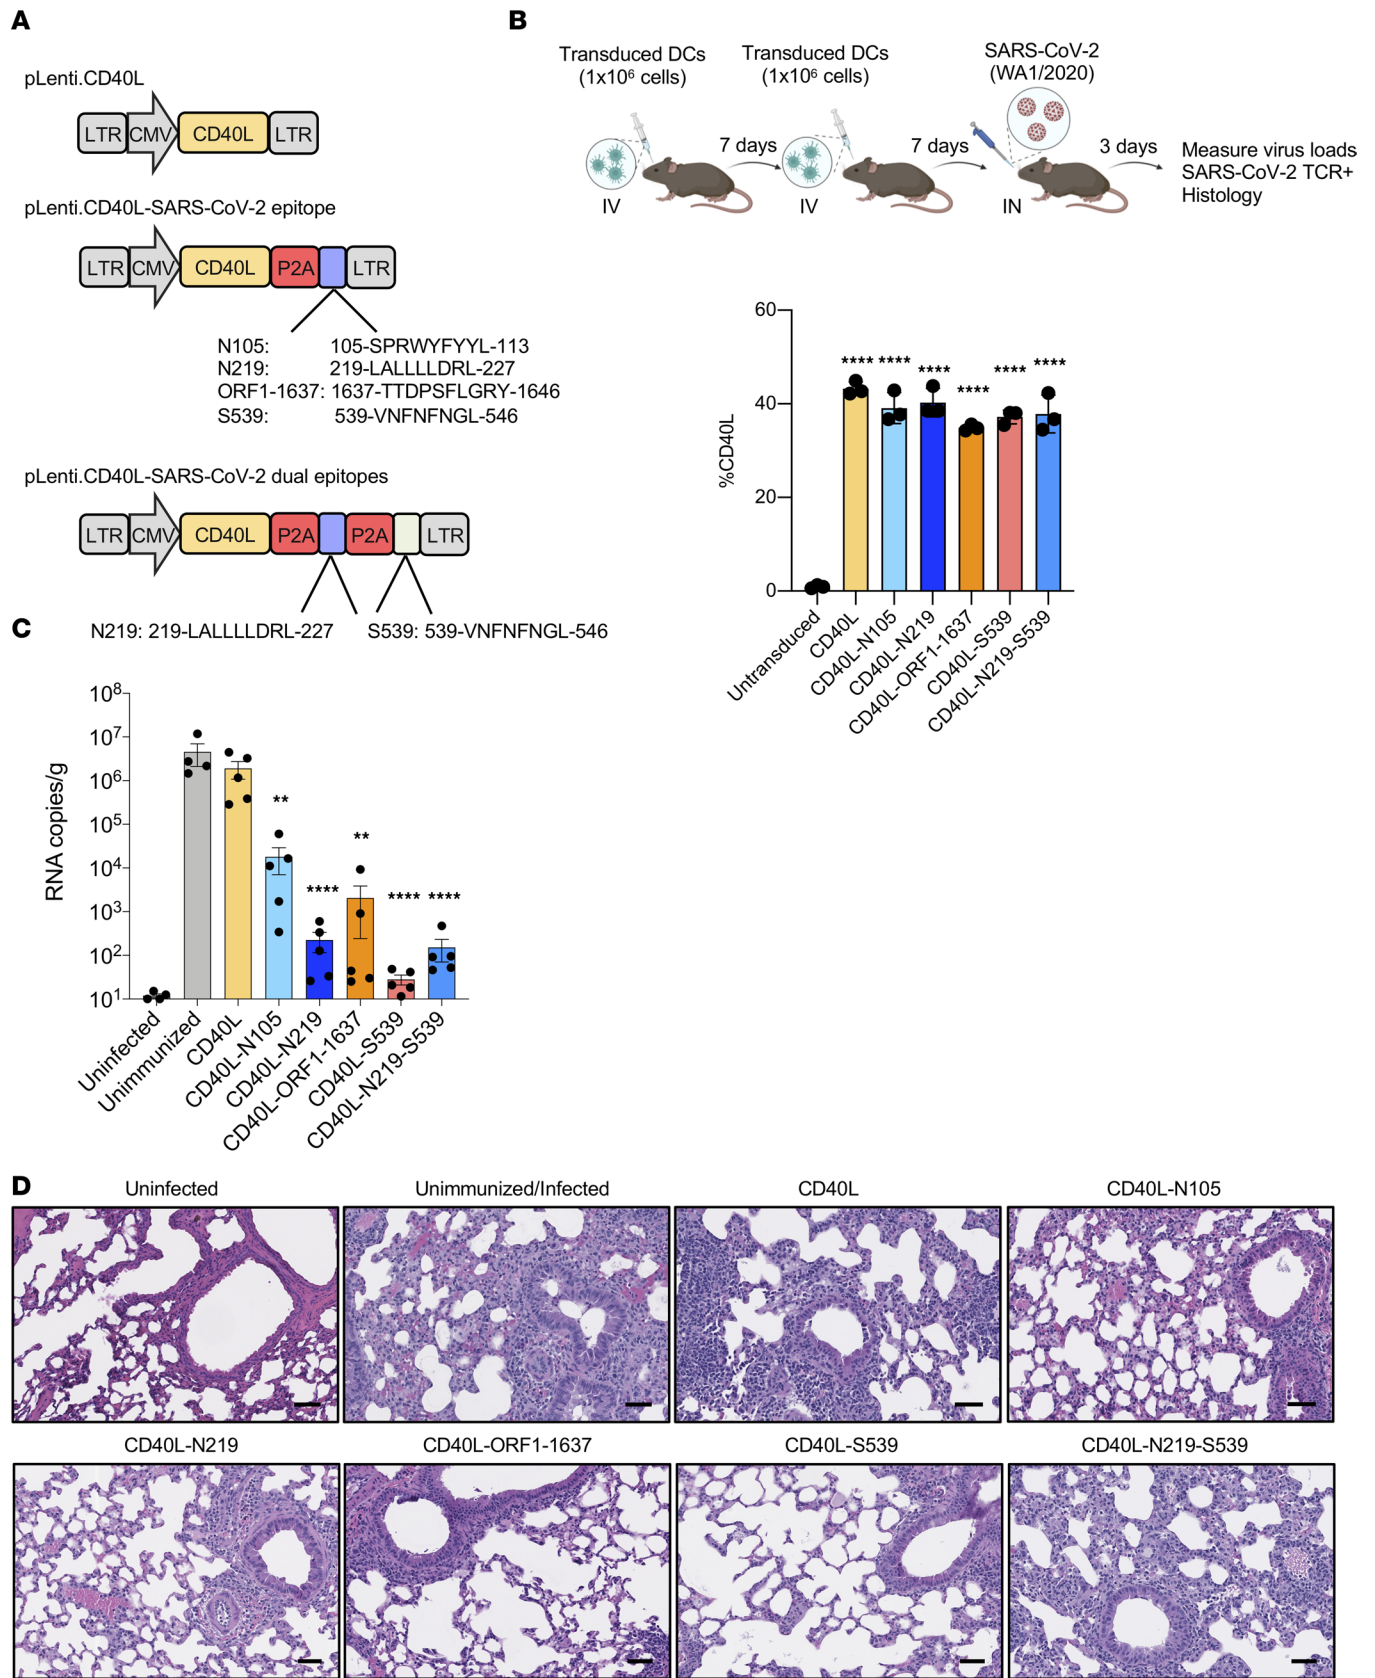 A
pLenti.CD40L
LTR CMV CD40L LTR
pLenti.CD40L-SARS-CoV-2 epitope
LTR CMV CD40L P2A LTR
N105: 105-SPRWYFYYL-113
N219: 219-LALLLLDRL-227
ORF1-1637: 1637-TTDPSFLGRY-1646
S539: 539-VNFNFNGL-546
pLenti.CD40L-SARS-CoV-2 dual epitopes
LTR CMV CD40L P2A P2A LTR
N219: 219-LALLLLDRL-227 S539: 539-VNFNFNGL-546
B
Transduced DCs
(1x10⁶ cells)
Transduced DCs
(1x10⁶ cells)
SARS-CoV-2
(WA1/2020)
7 days
7 days
3 days
IV
IV
IN
Measure virus loads
SARS-CoV-2 TCR+
Histology
%CD40L
60
40
20
0
**** **** **** **** **** ****
Untransduced
CD40L
CD40L-N105
CD40L-N219
CD40L-ORF1-1637
CD40L-S539
CD40L-N219-S539
C
RNA copies/g
10⁸
10⁷
10⁶
10⁵
10⁴
10³
10²
10¹
** **** ** **** ****
Uninfected
Unimmunized
CD40L
CD40L-N105
CD40L-N219
CD40L-ORF1-1637
CD40L-S539
CD40L-N219-S539
D
Uninfected
Unimmunized/Infected
CD40L
CD40L-N105
CD40L-N219
CD40L-ORF1-1637
CD40L-S539
CD40L-N219-S539